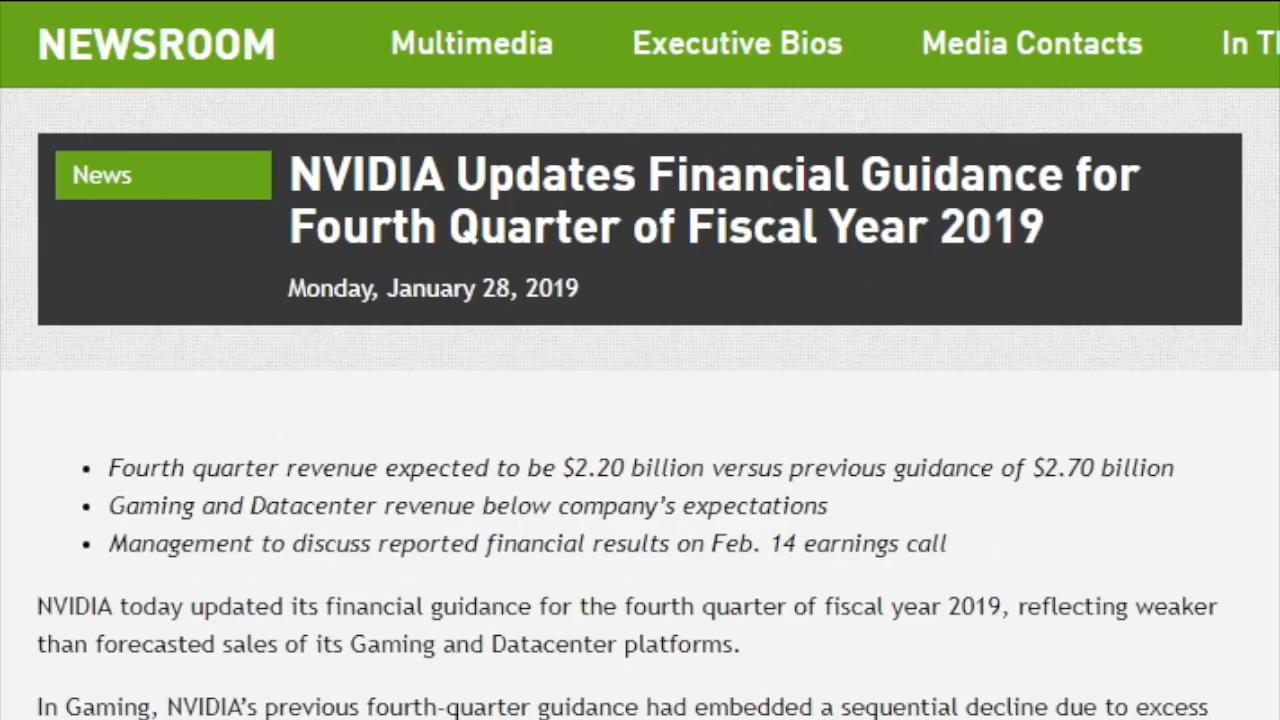 NEWSROOM Multimedia Executive Bios Media Contacts In
News
NVIDIA Updates Financial Guidance for
Fourth Quarter of Fiscal Year 2019
Monday, January 28, 2019
• Fourth quarter revenue expected to be $2.20 billion versus previous guidance of $2.70 billion
• Gaming and Datacenter revenue below company’s expectations
• Management to discuss reported financial results on Feb. 14 earnings call
NVIDIA today updated its financial guidance for the fourth quarter of fiscal year 2019, reflecting weaker
than forecasted sales of its Gaming and Datacenter platforms.
In Gaming, NVIDIA’s previous fourth-quarter guidance had embedded a sequential decline due to excess